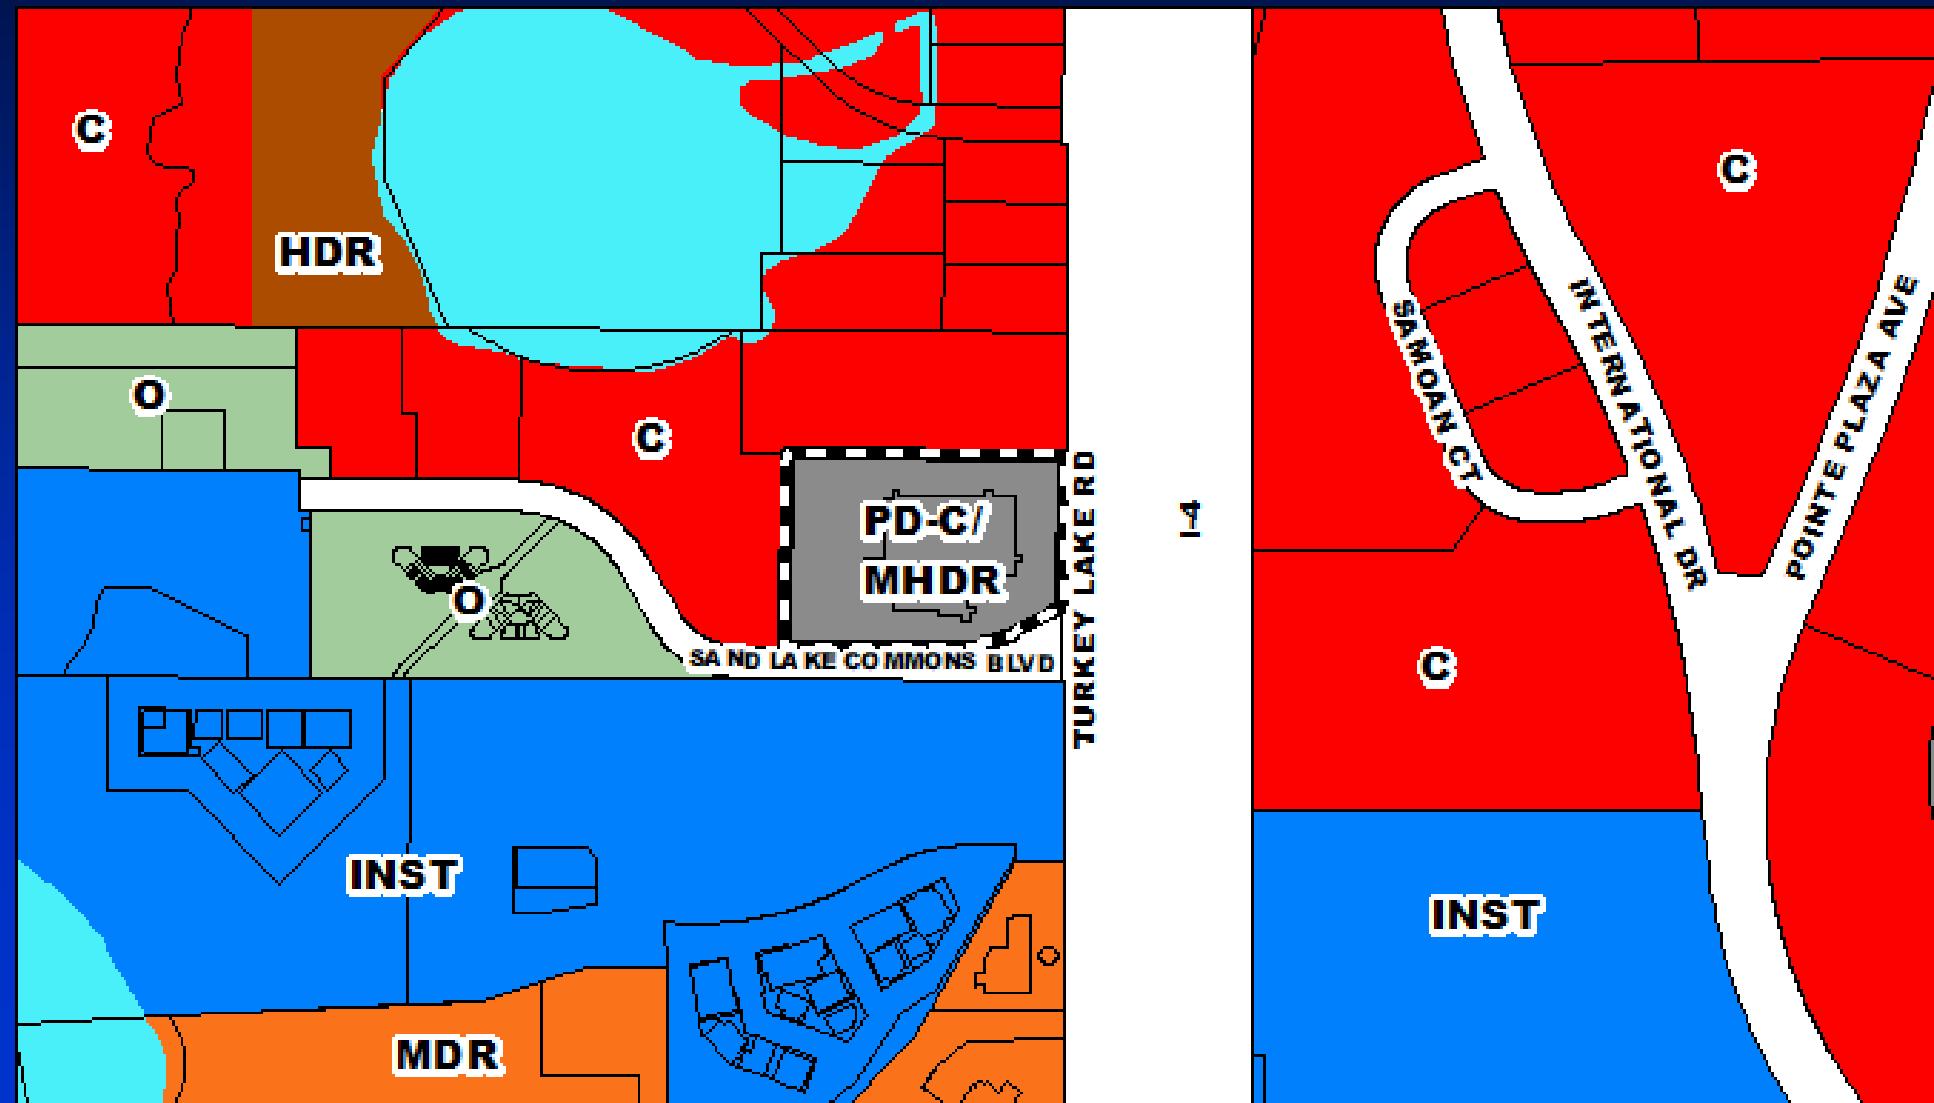 C
C
HDR
INTERNATIONAL DR
POINTE PLAZA AVE
SAMOAN CT
O
C
TURKEY LAKE RD
I-4
PD-C/
MHDR
O
SAND LAKE COMMONS BLVD
C
INST
INST
MDR